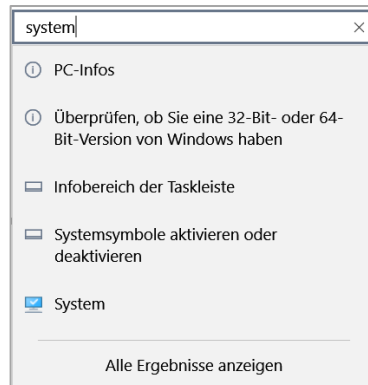 system
PC-Infos
Überprüfen, ob Sie eine 32-Bit- oder 64-
Bit-Version von Windows haben
Infobereich der Taskleiste
Systemsymbole aktivieren oder
deaktivieren
System
Alle Ergebnisse anzeigen